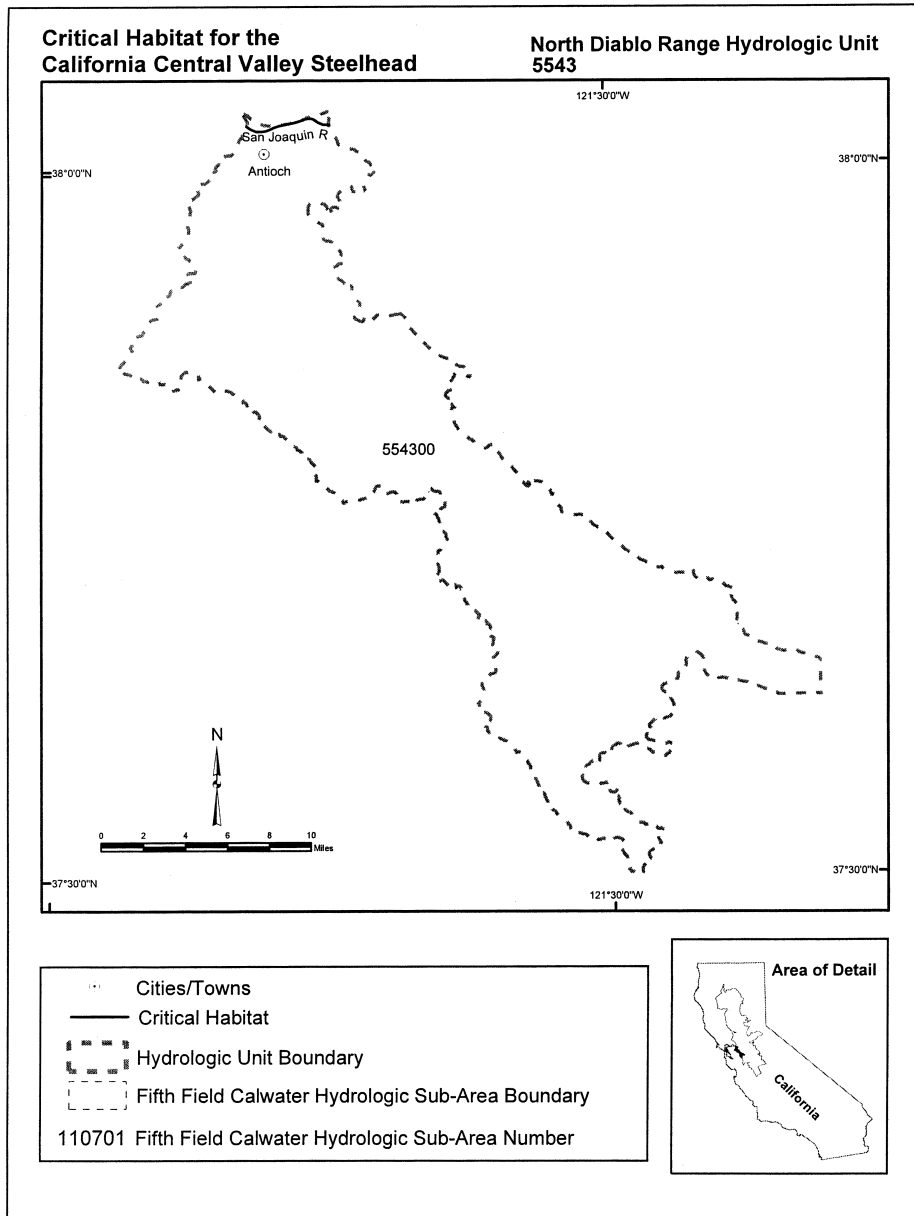 Critical Habitat for the
California Central Valley Steelhead
North Diablo Range Hydrologic Unit
5543
121°30'0"W
San Joaquin R
Antioch
38°0'0"N
38°0'0"N
554300
N
0 2 4 6 8 10
Miles
37°30'0"N
37°30'0"N
121°30'0"W
Cities/Towns
Critical Habitat
Hydrologic Unit Boundary
Fifth Field Calwater Hydrologic Sub-Area Boundary
110701 Fifth Field Calwater Hydrologic Sub-Area Number
Area of Detail
California